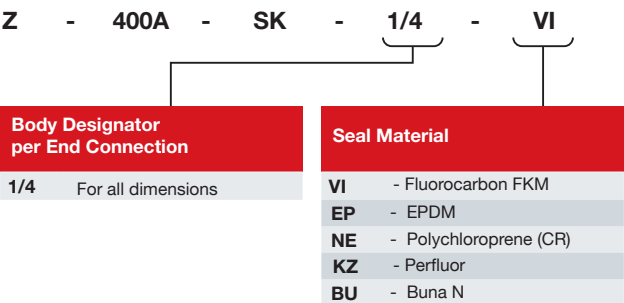 Z - 400A - SK - 1/4 - VI
Body Designator
per End Connection
1/4 For all dimensions
Seal Material
VI - Fluorocarbon FKM
EP - EPDM
NE - Polychloroprene (CR)
KZ - Perfluor
BU - Buna N